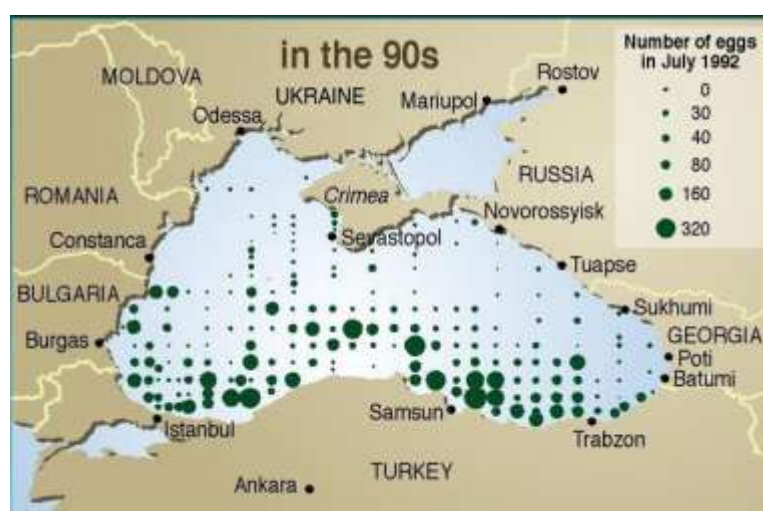 in the 90s
Number of eggs
in July 1992
0
30
40
80
160
320
MOLDOVA
UKRAINE
Odessa
Mariupol
Rostov
ROMANIA
Crimea
RUSSIA
Constanca
Sevastopol
Novorossyisk
Tuapse
BULGARIA
Sukhumi
Burgas
GEORGIA
Poti
Batumi
Istanbul
Samsun
Trabzon
Ankara
TURKEY